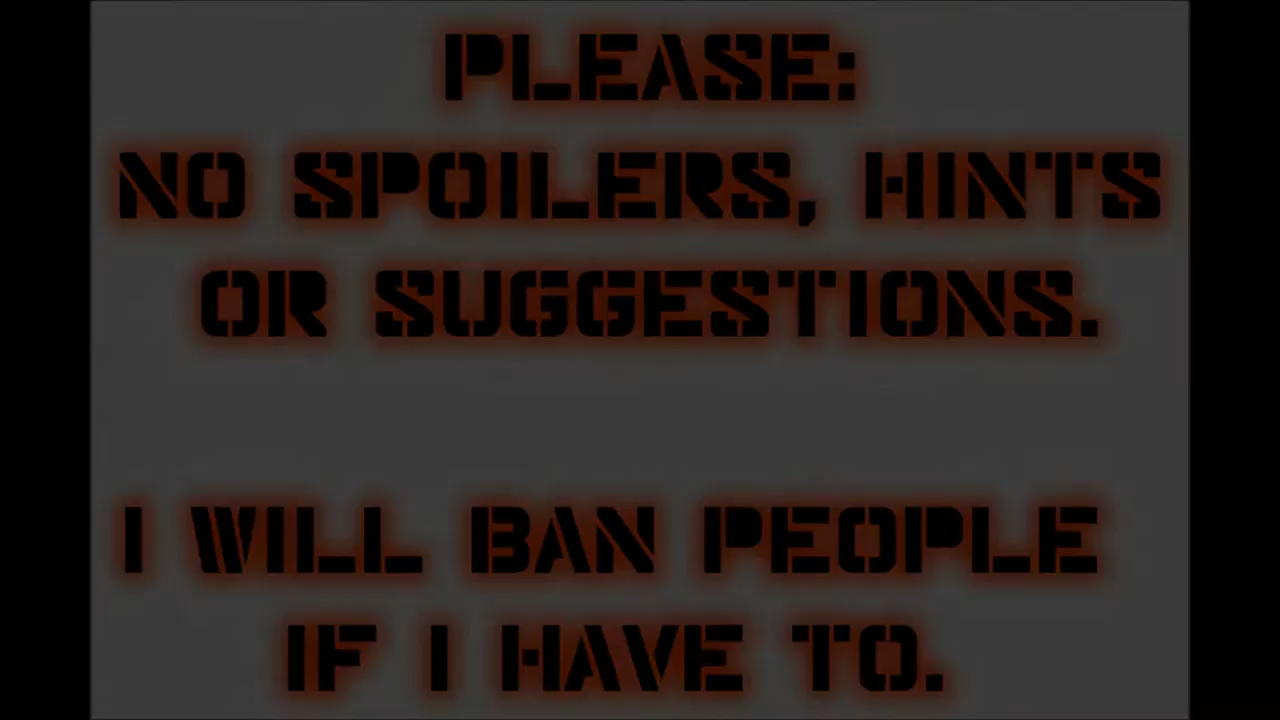 PLEASE:
NO SPOILERS, HINTS
OR SUGGESTIONS.
I WILL BAN PEOPLE
IF I HAVE TO.